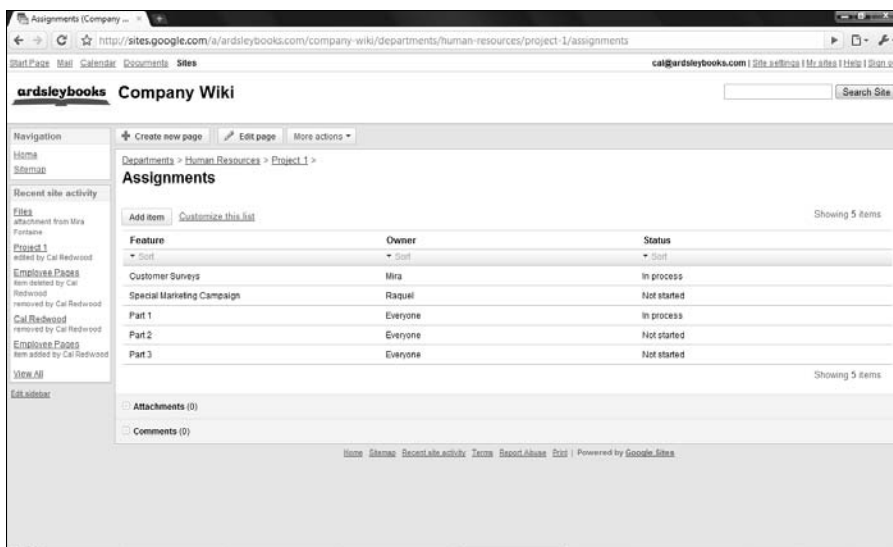 Assignments (Company ...
http://sites.google.com/a/ardsleybooks.com/company-wiki/departments/human-resources/project-1/assignments
Start Page Mail Calendar Documents Sites
cal@ardsleybooks.com | Site settings | My sites | Help | Sign o
ardsleybooks Company Wiki
Search Site
Navigation
Home
Sitemap
Recent site activity
Files
attachment from Mira
Fontaine
Project 1
edited by Cal Redwood
Employee Pages
item deleted by Cal
Redwood
removed by Cal Redwood
Cal Redwood
removed by Cal Redwood
Employee Pages
item added by Cal Redwood
View All
Edit sidebar
Create new page Edit page More actions
Departments > Human Resources > Project 1 >
Assignments
Add item Customize this list
Showing 5 items
Feature Owner Status
Sort Sort Sort
Customer Surveys Mira In process
Special Marketing Campaign Raquel Not started
Part 1 Everyone In process
Part 2 Everyone Not started
Part 3 Everyone Not started
Showing 5 items
Attachments (0)
Comments (0)
Home Sitemap Recent site activity Terms Report Abuse Print | Powered by Google Sites